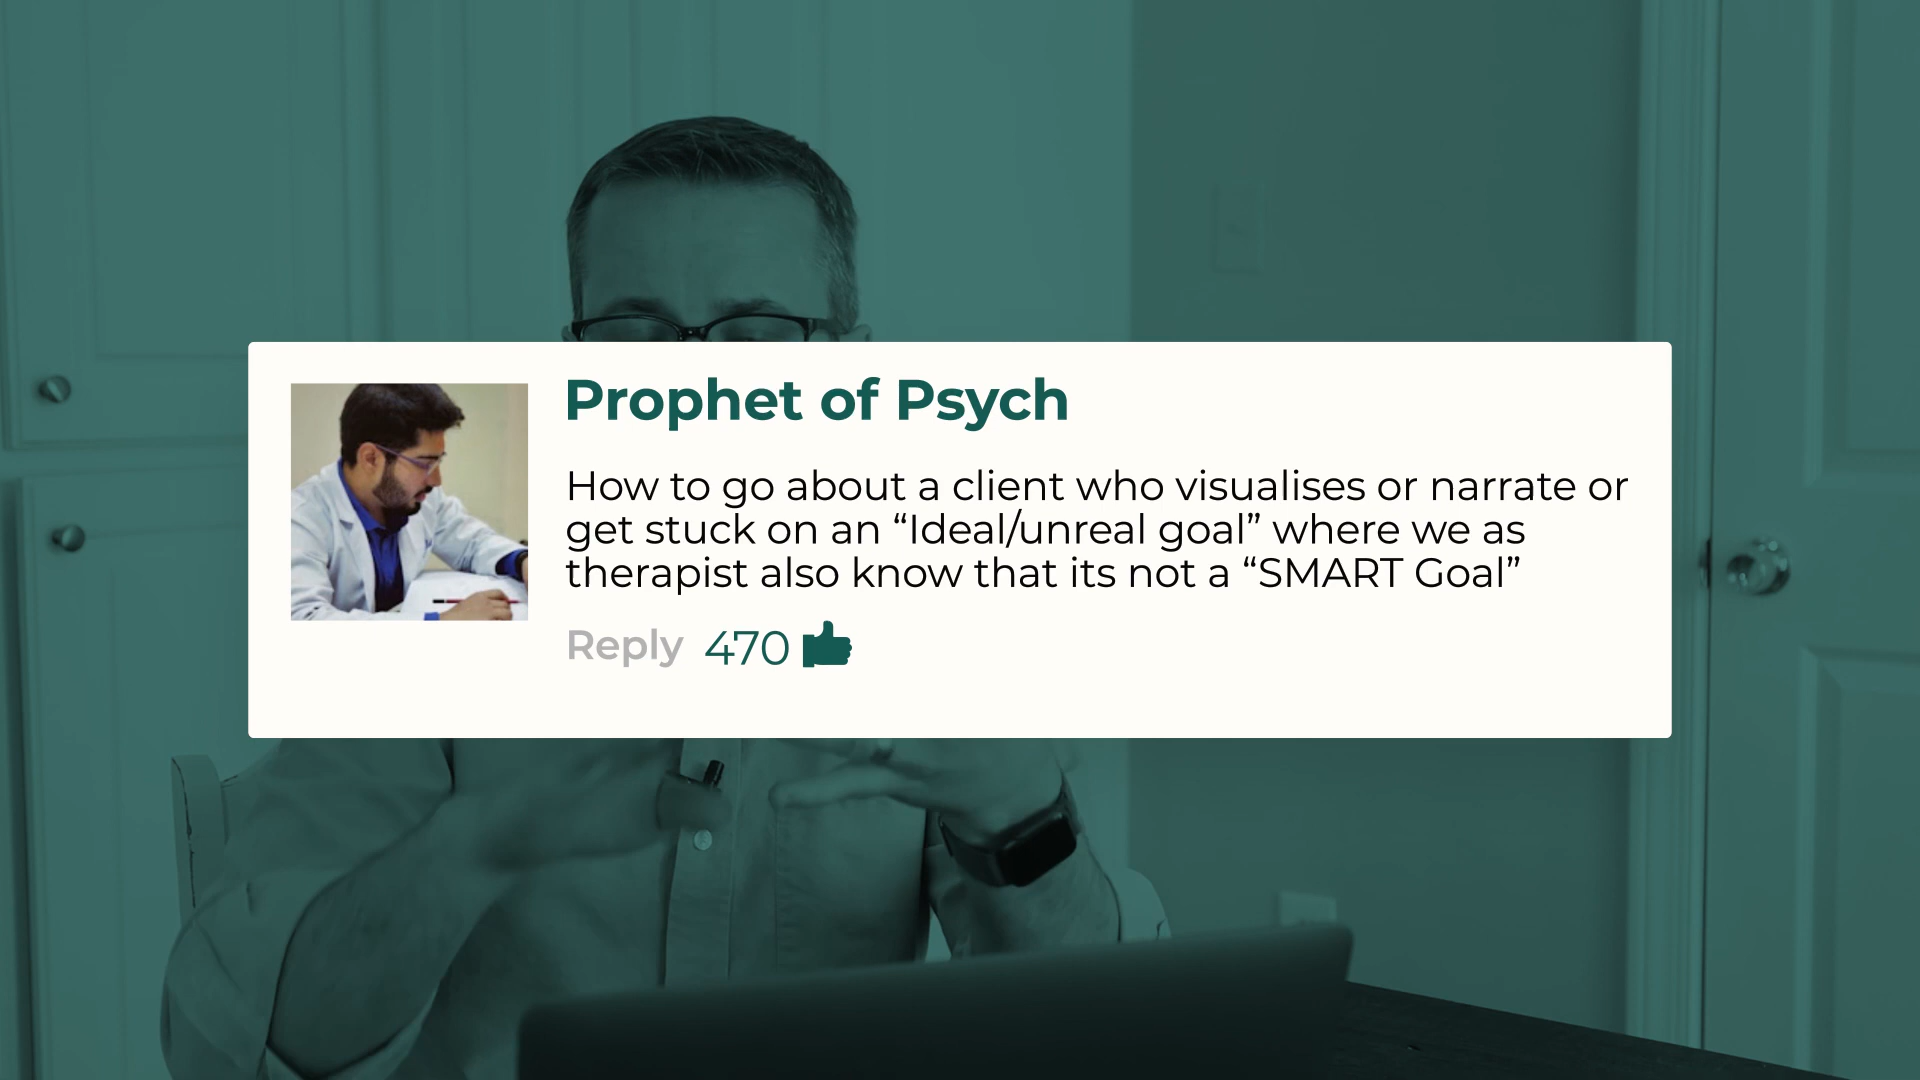 Prophet of Psych
How to go about a client who visualises or narrate or
get stuck on an “Ideal/unreal goal” where we as
therapist also know that its not a “SMART Goal”
Reply 470